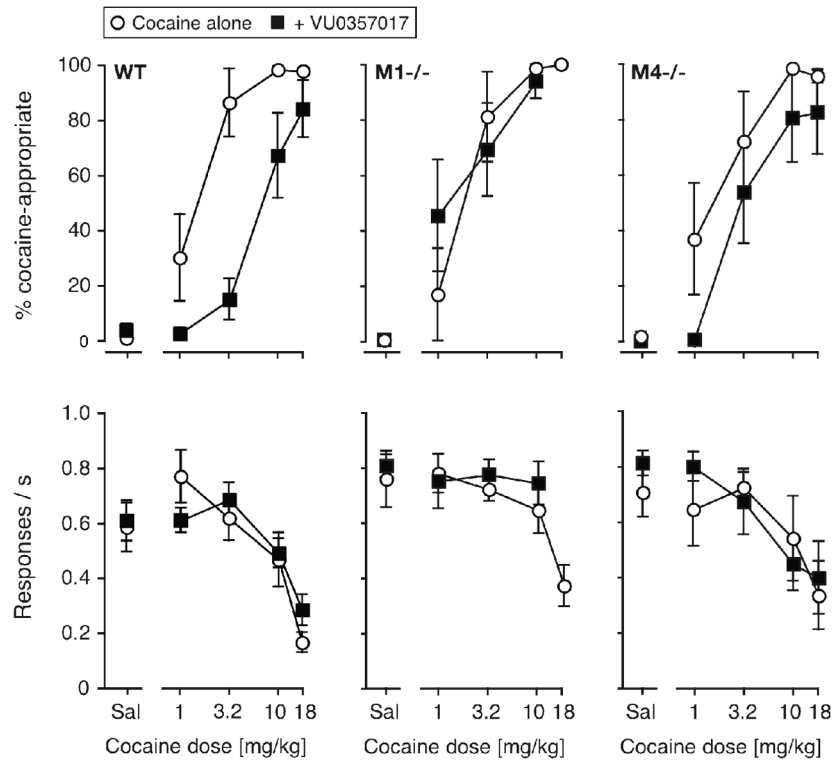 Cocaine alone + VU0357017
WT M1-/- M4-/-
% cocaine-appropriate
100
80
60
40
20
0
Responses / s
1.0
0.8
0.6
0.4
0.2
0
Sal 1 3.2 10 18 Sal 1 3.2 10 18 Sal 1 3.2 10 18
Cocaine dose [mg/kg] Cocaine dose [mg/kg] Cocaine dose [mg/kg]